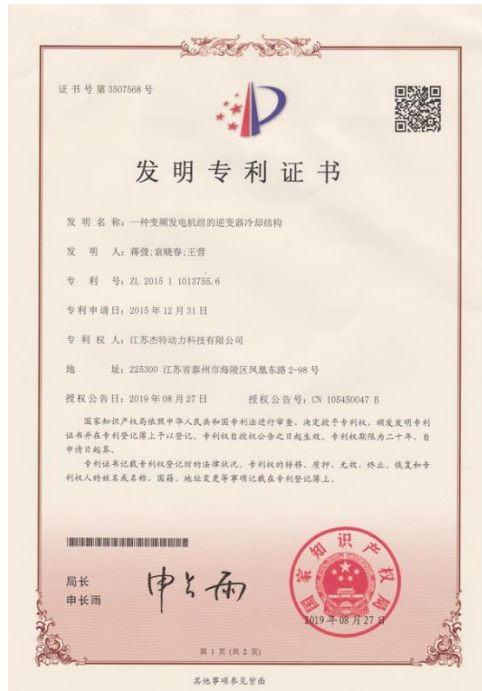 证书号第3507568号
发明专利证书
发明名称：一种变频发电机组的逆变器冷却结构
发明人：蒋弢;袁晓春;王营
专利号：ZL 2015 1 1013755.6
专利申请日：2015年12月31日
专利权人：江苏杰特动力科技有限公司
地址：225300 江苏省泰州市海陵区凤凰东路2-98号
授权公告日：2019年08月27日 授权公告号：CN 105450047 B
国家知识产权局依照中华人民共和国专利法进行审查，决定授予专利权，颁发发明专利
证书并在专利登记簿上予以登记。专利权自授权公告之日起生效。专利权期限为二十年，自
申请日起算。
专利证书记载专利权登记时的法律状况。专利权的转移、质押、无效、终止、恢复和专
利权人的姓名或名称、国籍、地址变更等事项记载在专利登记簿上。
局长
申长雨
申长雨
国家知识产权局
2019年08月27日
第1页(共2页)
其他事项参见背面